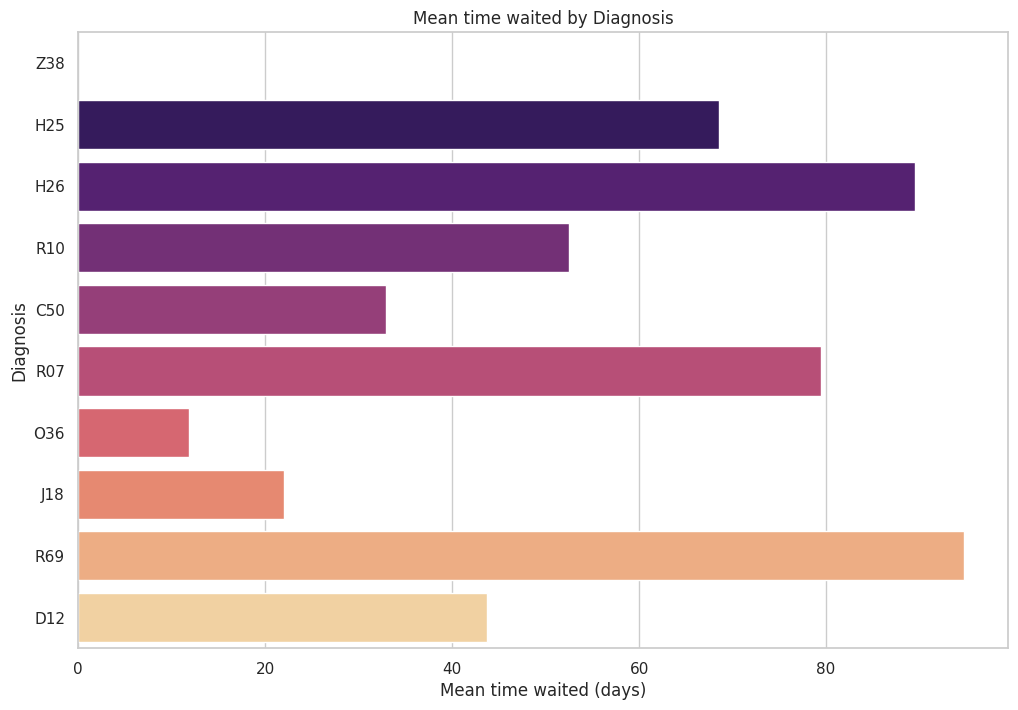 Mean time waited by Diagnosis
Diagnosis
Z38
H25
H26
R10
C50
R07
O36
J18
R69
D12
0 20 40 60 80
Mean time waited (days)